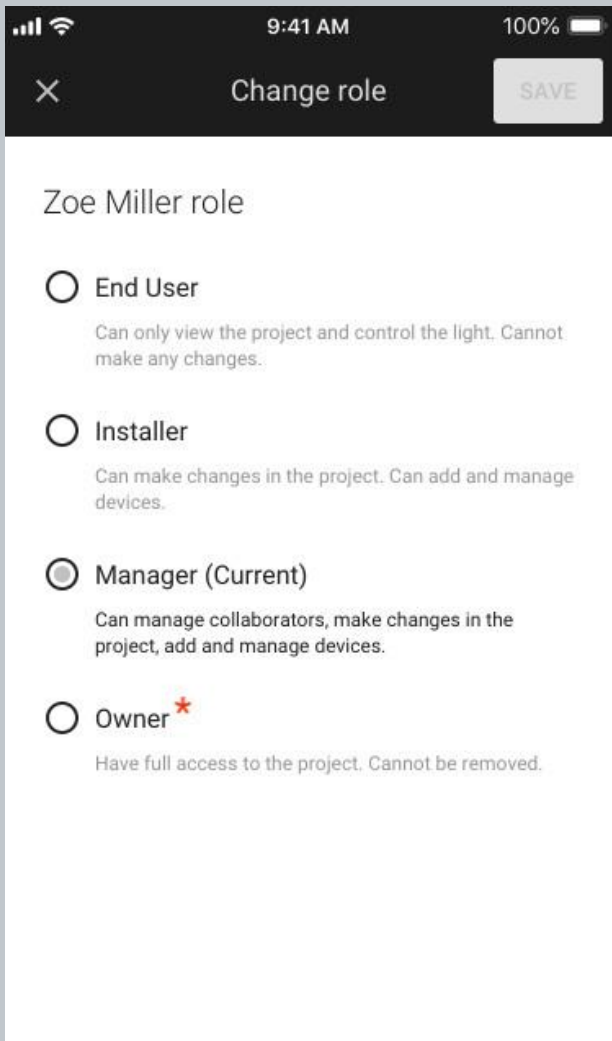 9:41 AM
100%
Change role
SAVE
Zoe Miller role
End User
Can only view the project and control the light. Cannot
make any changes.
Installer
Can make changes in the project. Can add and manage
devices.
Manager (Current)
Can manage collaborators, make changes in the
project, add and manage devices.
Owner *
Have full access to the project. Cannot be removed.